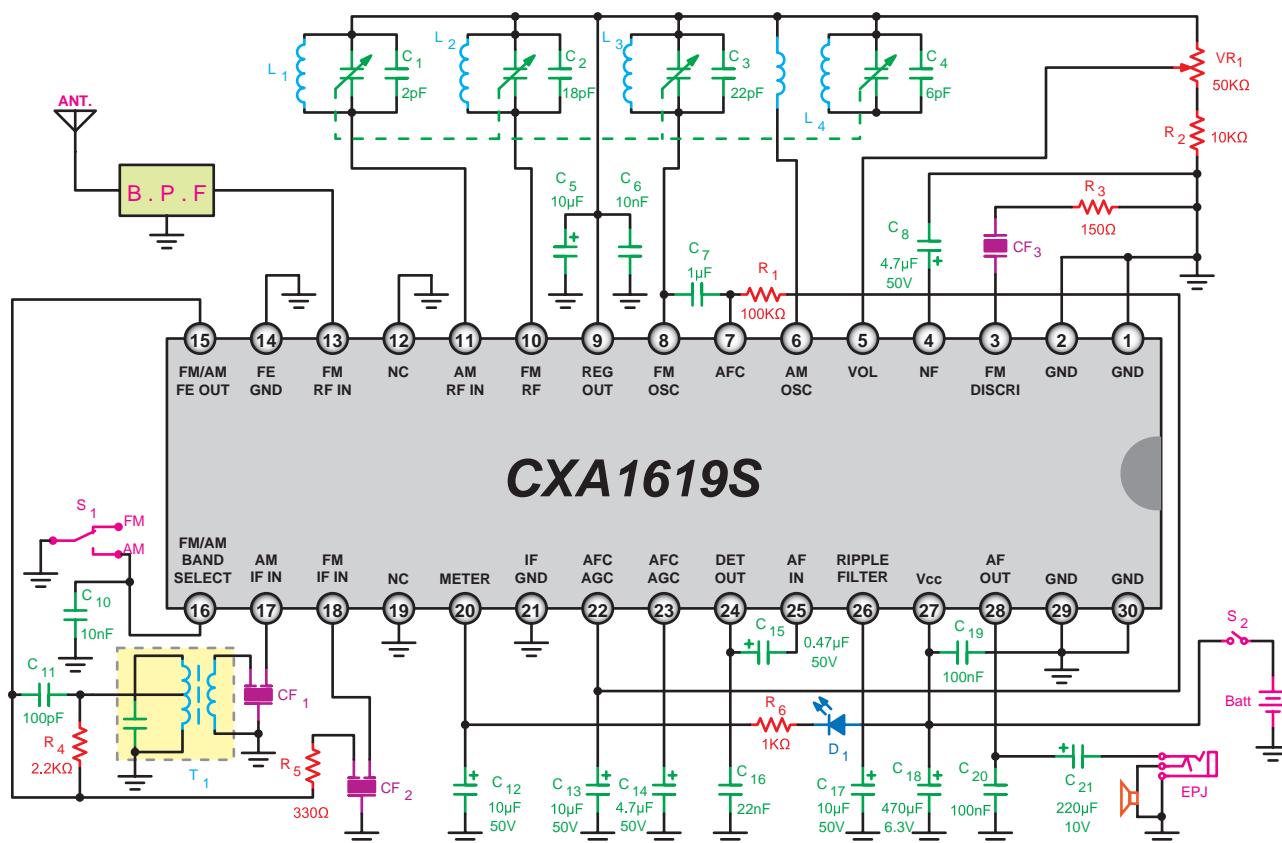 L1
C1
2pF
L2
C2
18pF
L3
C3
22pF
L4
C4
6pF
VR1
50KΩ
R2
10KΩ
ANT.
B.P.F
C5
10µF
C6
10nF
C7
1µF
R1
100KΩ
C8
4.7µF
50V
CF3
R3
150Ω
15
14
13
12
11
10
9
8
7
6
5
4
3
2
1
FM/AM
FE OUT
FE
GND
FM
RF IN
NC
AM
RF IN
FM
RF
REG
OUT
FM
OSC
AFC
AM
OSC
VOL
NF
FM
DISCRI
GND
GND
CXA1619S
S1
FM
AM
FM/AM
BAND
SELECT
AM
IF IN
FM
IF IN
NC
METER
IF
GND
AFC
AGC
AFC
AGC
DET
OUT
AF
IN
RIPPLE
FILTER
Vcc
AF
OUT
GND
GND
16
17
18
19
20
21
22
23
24
25
26
27
28
29
30
C10
10nF
C11
100pF
R4
2.2KΩ
T1
CF1
R5
330Ω
CF2
C15
0.47µF
50V
C19
100nF
S2
Batt
R6
1KΩ
D1
C12
10µF
50V
C13
10µF
50V
C14
4.7µF
50V
C16
22nF
C17
10µF
50V
C18
470µF
6.3V
C20
100nF
C21
220µF
10V
EPJ